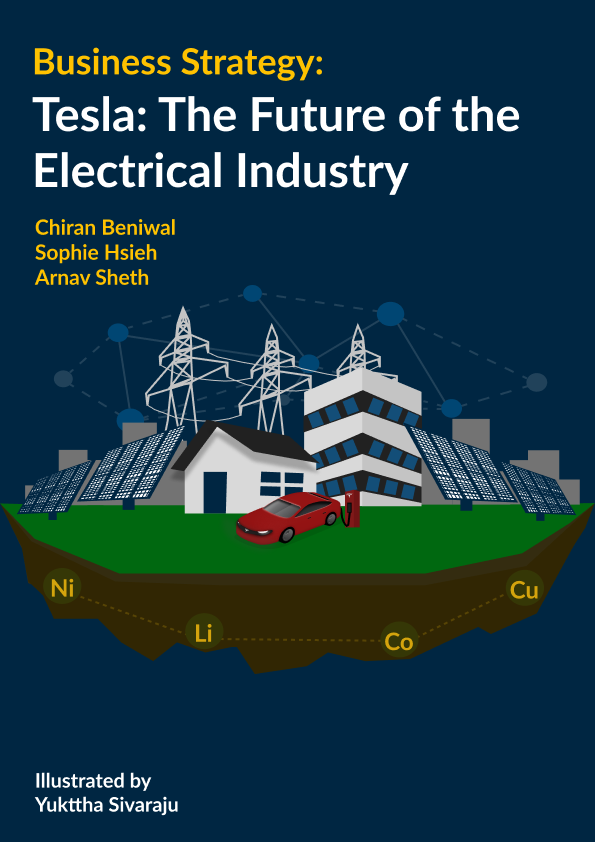 Business Strategy:
Tesla: The Future of the
Electrical Industry
Chiran Beniwal
Sophie Hsieh
Arnav Sheth
Ni
Li
Co
Cu
Illustrated by
Yukttha Sivaraju